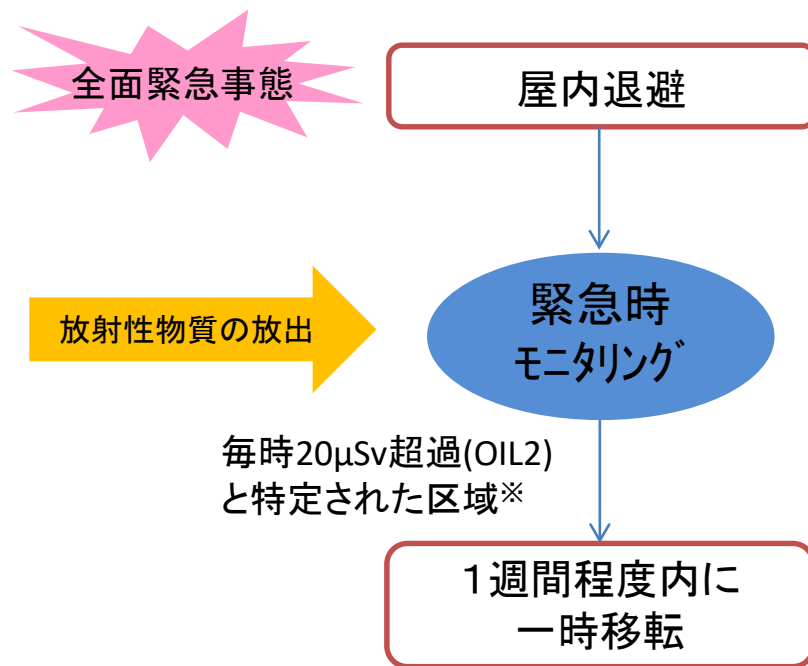 全面緊急事態
屋内退避
放射性物質の放出
緊急時
ﾓﾆﾀﾘﾝｸﾞ
毎時20μSv超過(OIL2)
と特定された区域※
１週間程度内に
一時移転